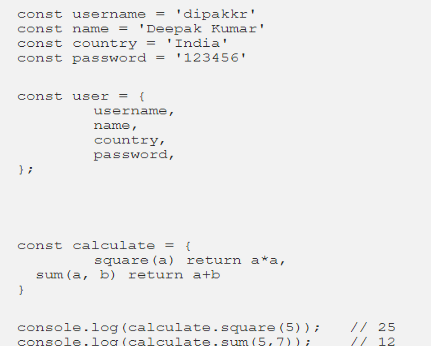 const username = 'dipakkr'
const name = 'Deepak Kumar'
const country = 'India'
const password = '123456'
const user = {
username,
name,
country,
password,
};
const calculate = {
square(a) return a*a,
sum(a, b) return a+b
}
console.log(calculate.square(5)); // 25
console.log(calculate.sum(5,7)); // 12